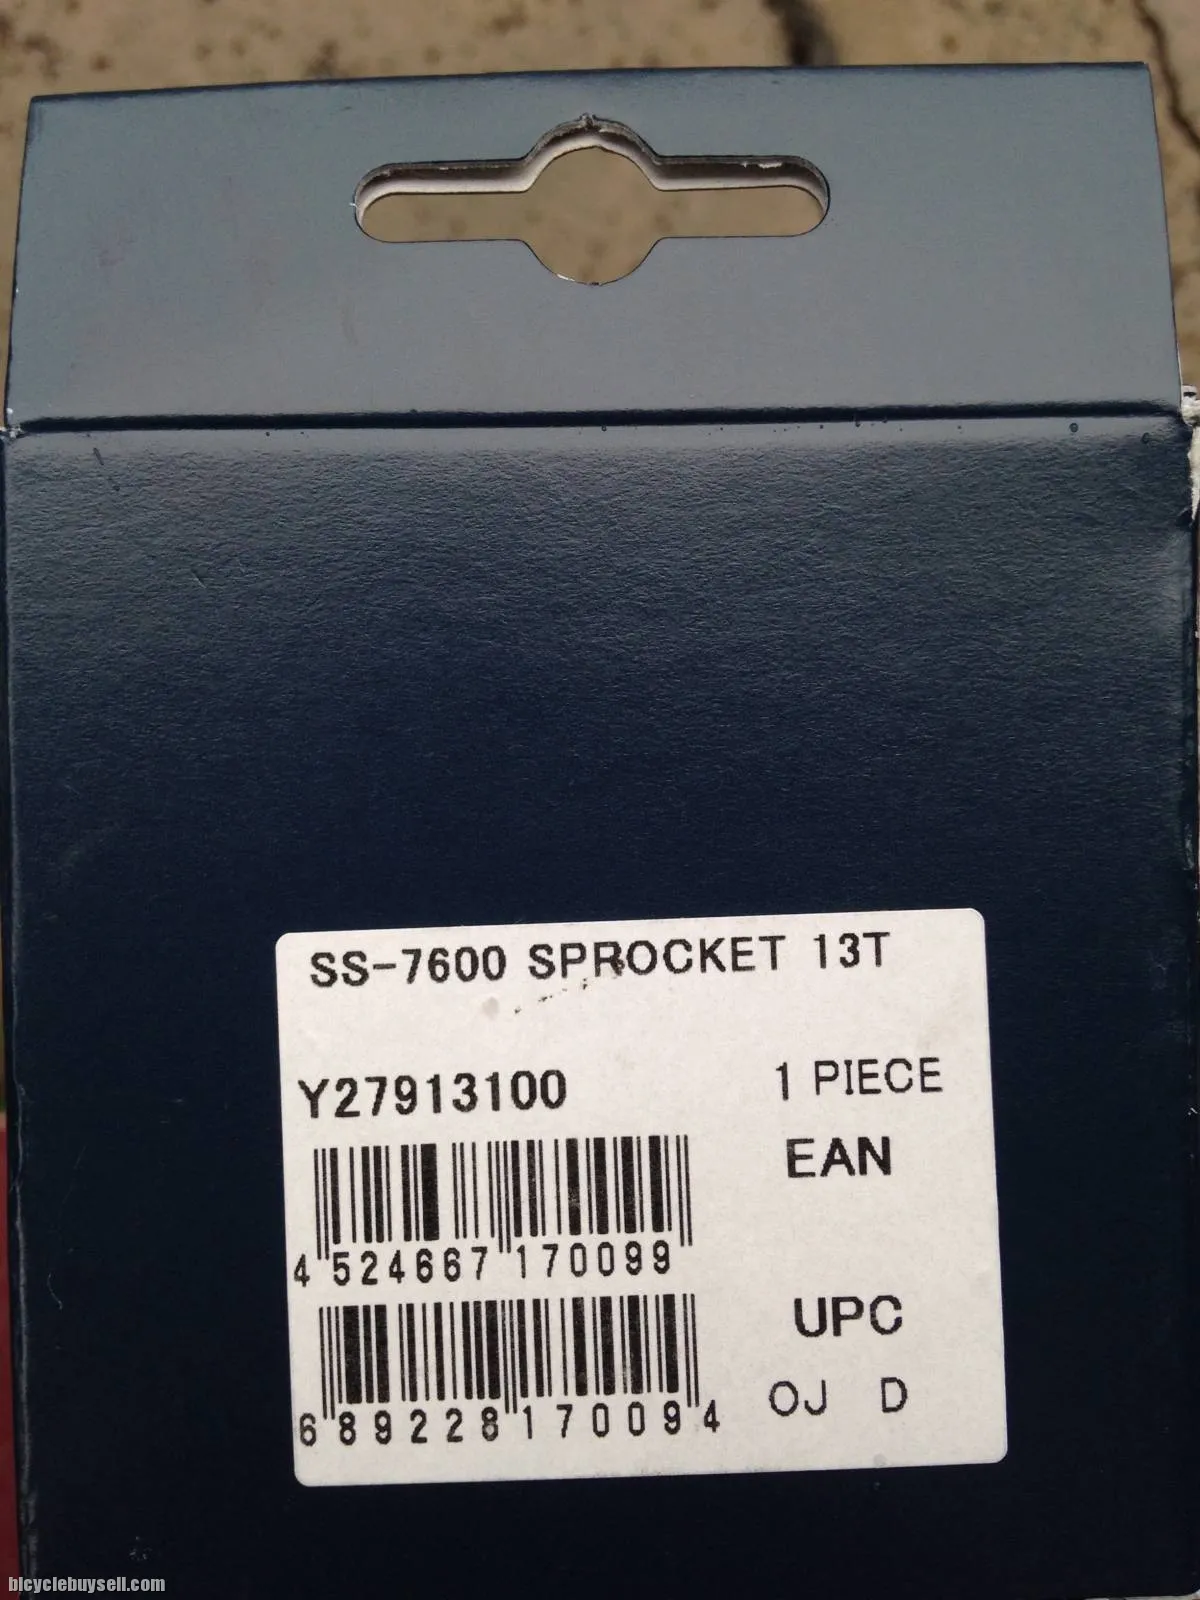 SS-7600 SPROCKET 13T
Y27913100
1 PIECE
EAN
4 524667 170099
UPC
6 89228 17009 4
OJ D
bicyclebuysell.com